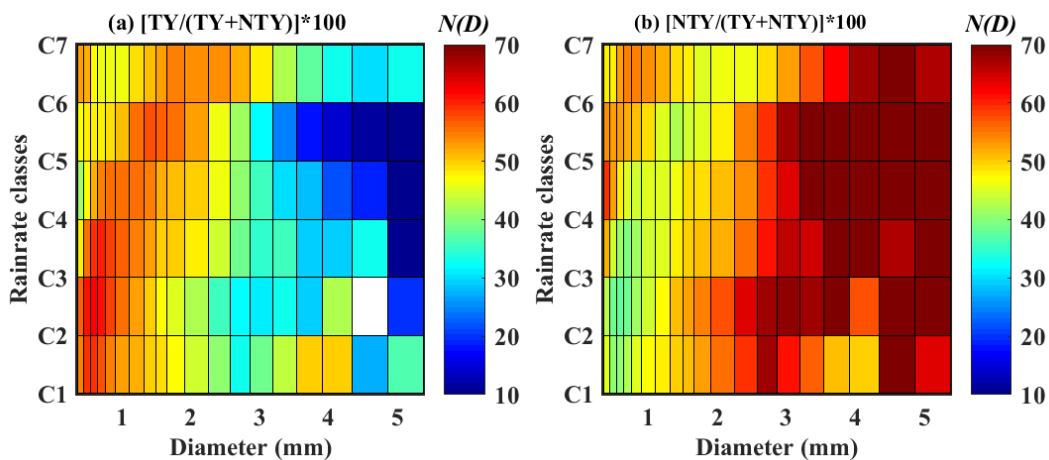 (a) [TY/(TY+NTY)]*100
N(D)
C7
C6
C5
C4
C3
C2
C1
Rainrate classes
1 2 3 4 5
Diameter (mm)
70
60
50
40
30
20
10
(b) [NTY/(TY+NTY)]*100
N(D)
C7
C6
C5
C4
C3
C2
C1
Rainrate classes
1 2 3 4 5
Diameter (mm)
70
60
50
40
30
20
10